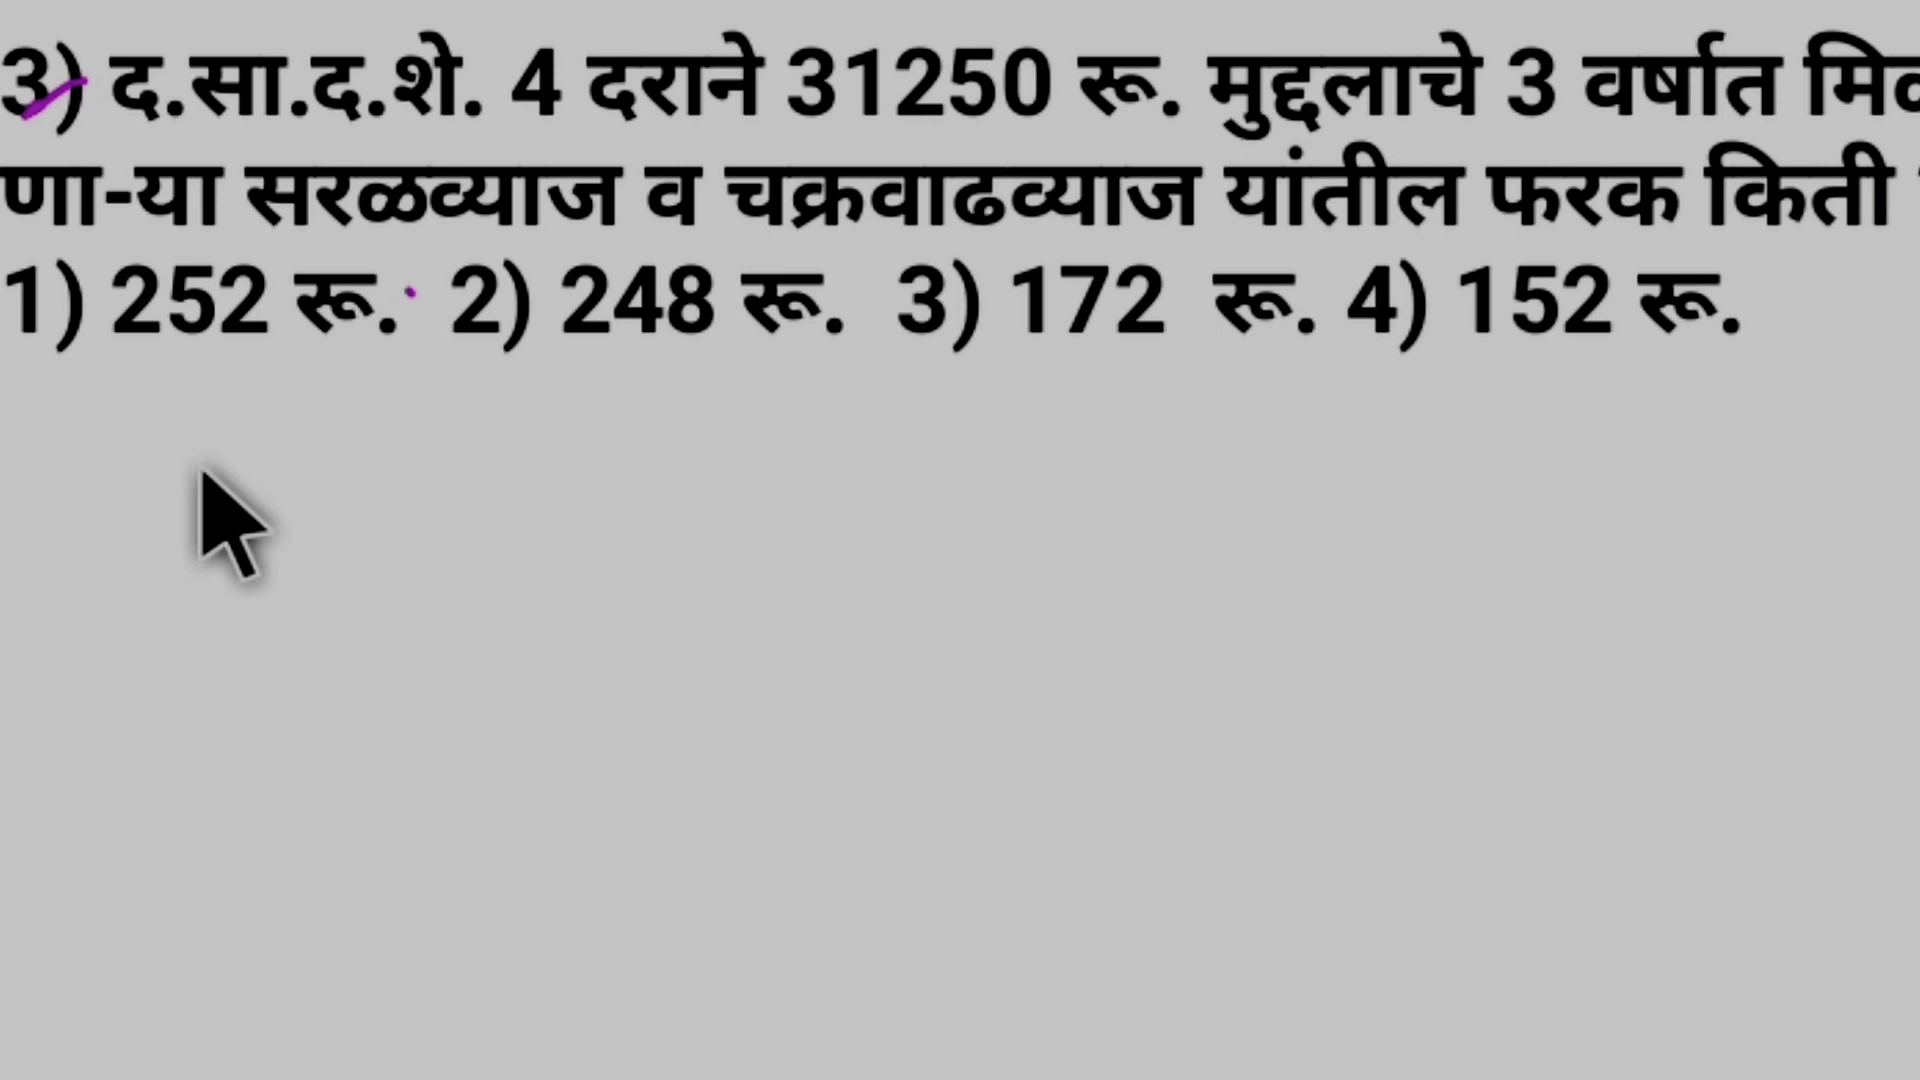 3) द.सा.द.शे. 4 दराने 31250 रू. मुद्दलाचे 3 वर्षात
णा-या सरळव्याज व चक्रवाढव्याज यांतील फरक किती
1) 252 रू. 2) 248 रू. 3) 172 रू. 4) 152 रू.